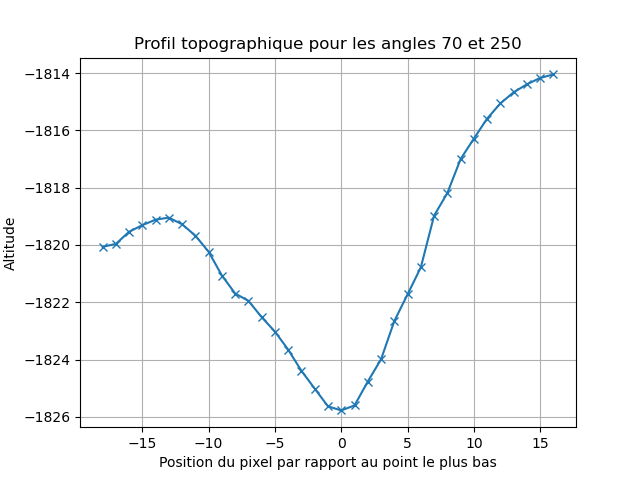 Profil topographique pour les angles 70 et 250
Altitude
−1814
−1816
−1818
−1820
−1822
−1824
−1826
−15 −10 −5 0 5 10 15
Position du pixel par rapport au point le plus bas